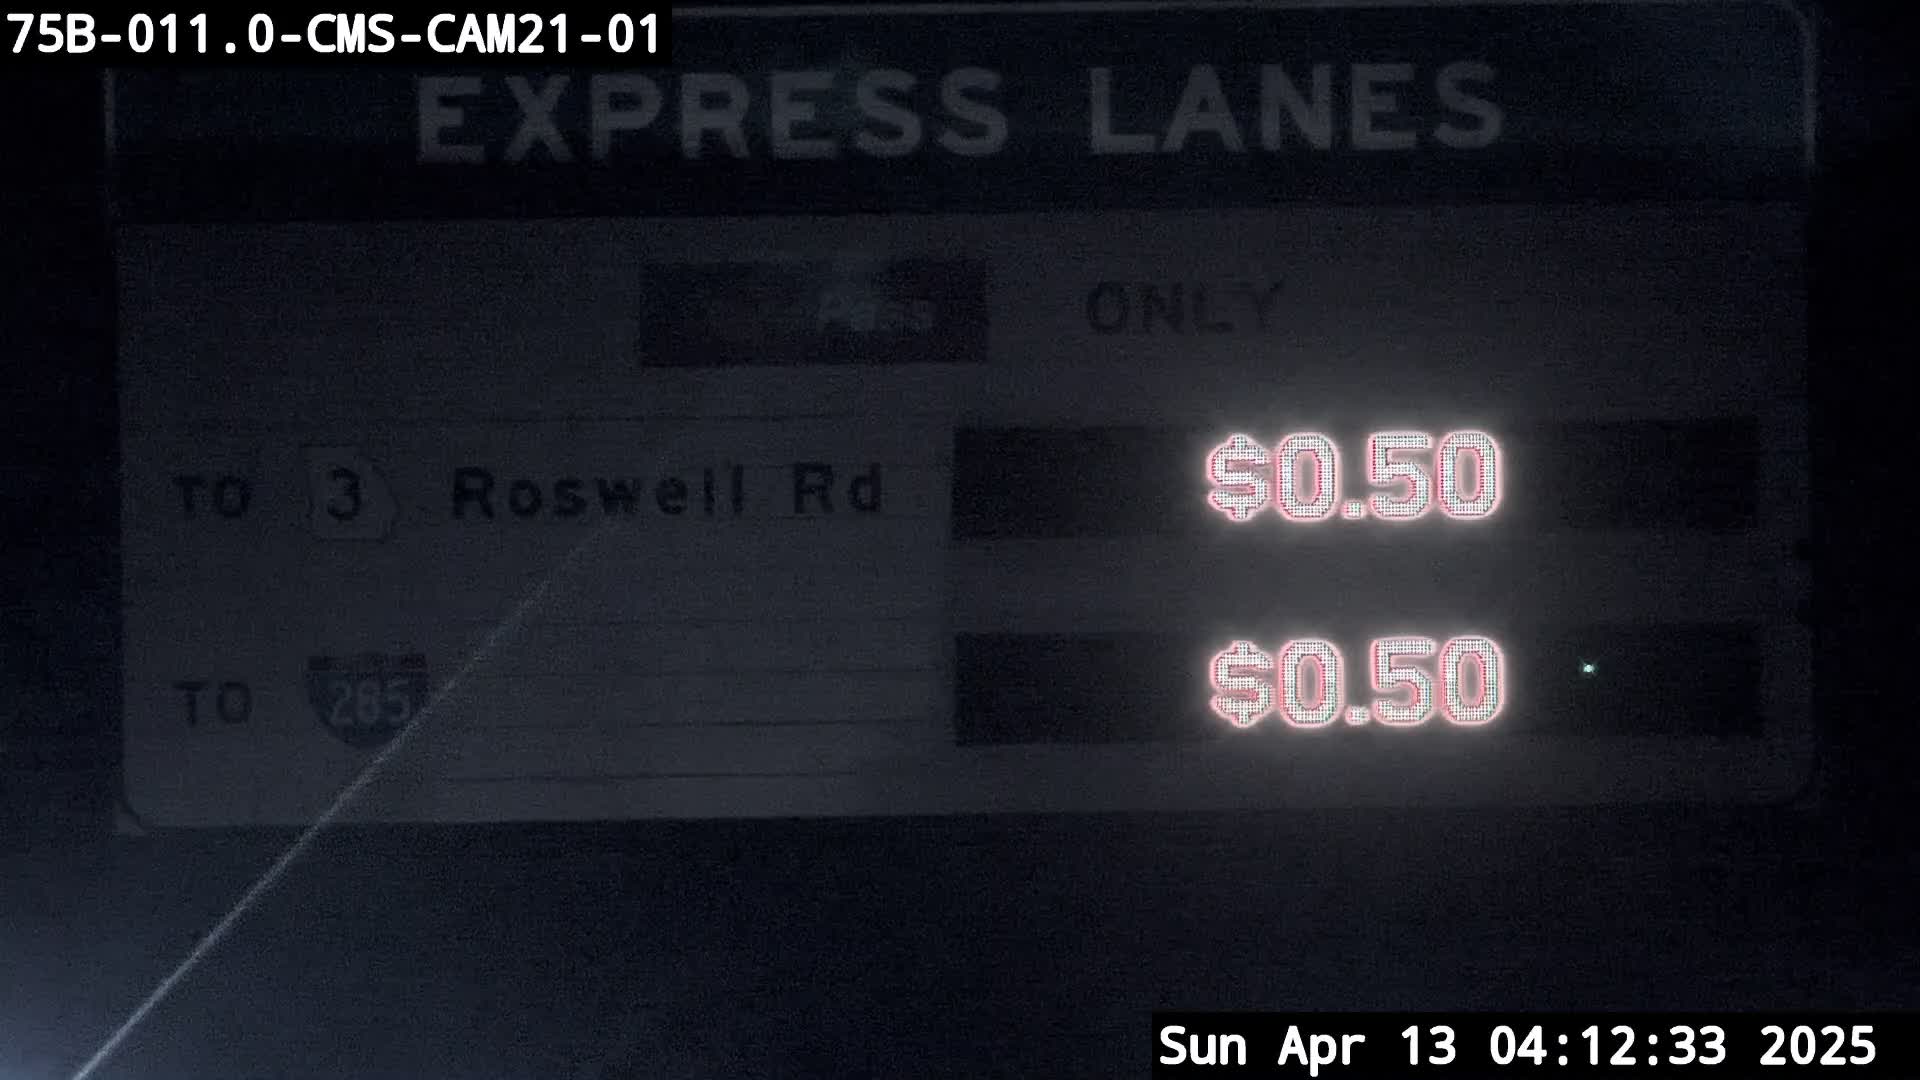 75B-011.0-CMS-CAM21-01
EXPRESS LANES
Pass ONLY
TO 3 Roswell Rd $0.50
TO 285 $0.50
Sun Apr 13 04:12:33 2025